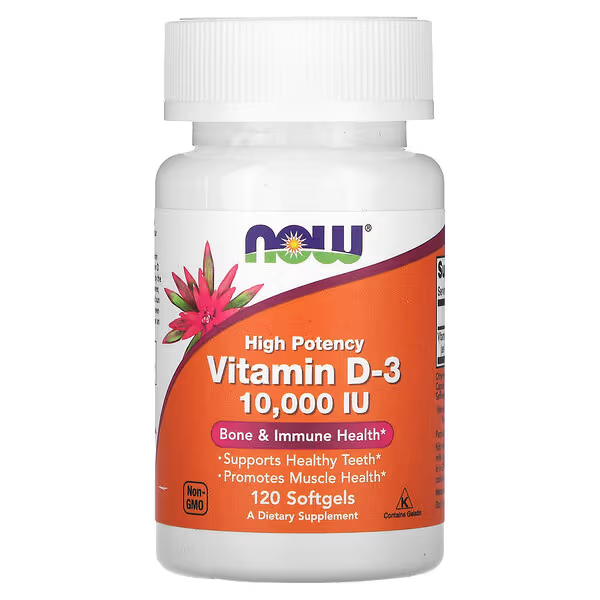 NOW®
High Potency
Vitamin D-3
10,000 IU
Bone & Immune Health*
• Supports Healthy Teeth*
• Promotes Muscle Health*
120 Softgels
A Dietary Supplement
Non-
GMO
K
Contains Gelatin